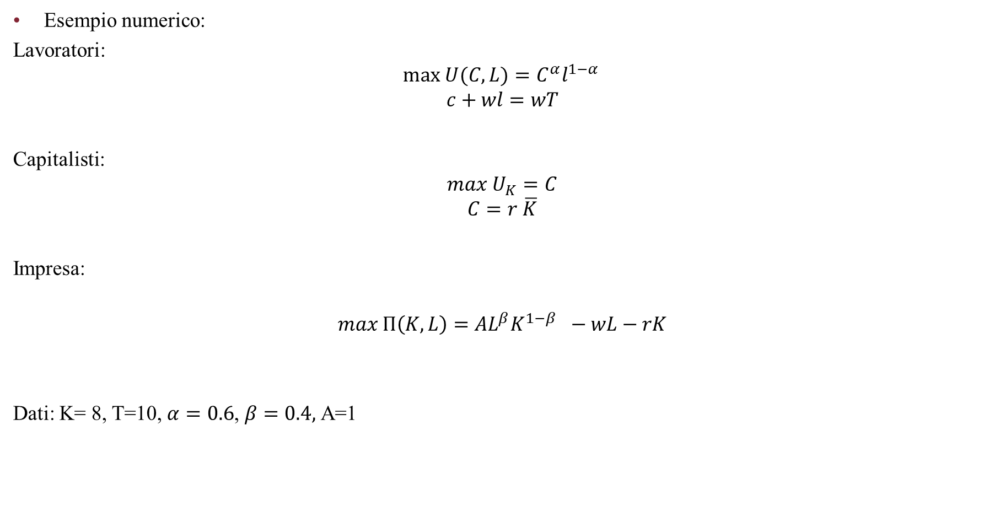 • Esempio numerico:
Lavoratori:
max U(C, L) = C^α l^{1−α}
c + wl = wT
Capitalisti:
max U_K = C
C = r K̅
Impresa:
max Π(K, L) = AL^β K^{1−β} − wL − rK
Dati: K= 8, T=10, α = 0.6, β = 0.4, A=1